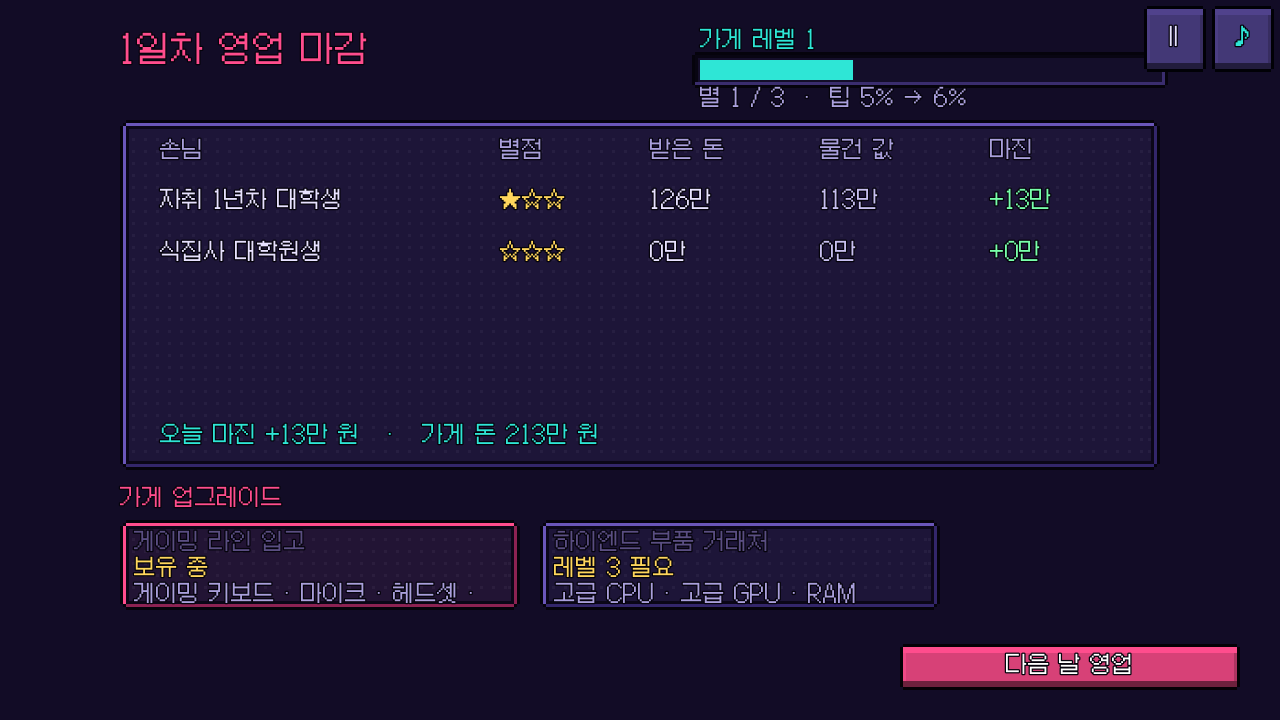 1일차 영업 마감
가게 레벨 1
별 1 / 3 · 팁 5% → 6%
손님 별점 받은 돈 물건 값 마진
자취 1년차 대학생 ★☆☆ 126만 113만 +13만
식집사 대학원생 ☆☆☆ 0만 0만 +0만
오늘 마진 +13만 원 · 가게 돈 213만 원
가게 업그레이드
게이밍 라인 입고
보유 중
게이밍 키보드 · 마이크 · 헤드셋 ·
하이엔드 부품 거래처
레벨 3 필요
고급 CPU · 고급 GPU · RAM
다음 날 영업